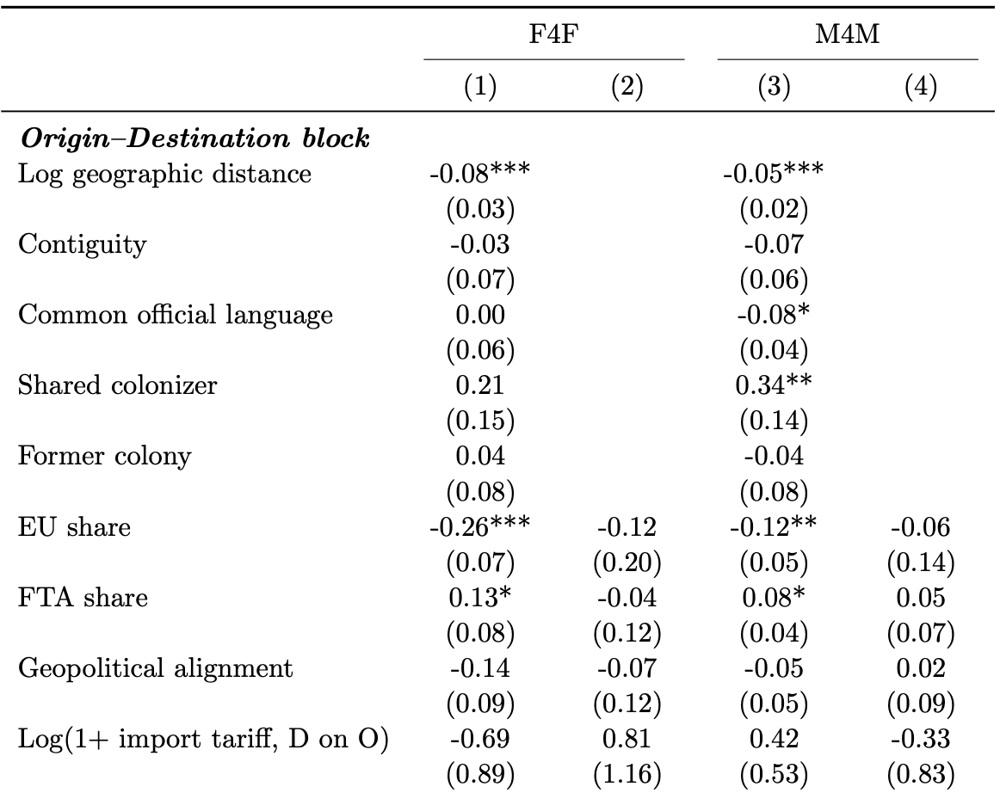 F4F M4M
(1) (2) (3) (4)
Origin–Destination block
Log geographic distance -0.08*** -0.05***
(0.03) (0.02)
Contiguity -0.03 -0.07
(0.07) (0.06)
Common official language 0.00 -0.08*
(0.06) (0.04)
Shared colonizer 0.21 0.34**
(0.15) (0.14)
Former colony 0.04 -0.04
(0.08) (0.08)
EU share -0.26*** -0.12 -0.12** -0.06
(0.07) (0.20) (0.05) (0.14)
FTA share 0.13* -0.04 0.08* 0.05
(0.08) (0.12) (0.04) (0.07)
Geopolitical alignment -0.14 -0.07 -0.05 0.02
(0.09) (0.12) (0.05) (0.09)
Log(1+ import tariff, D on O) -0.69 0.81 0.42 -0.33
(0.89) (1.16) (0.53) (0.83)